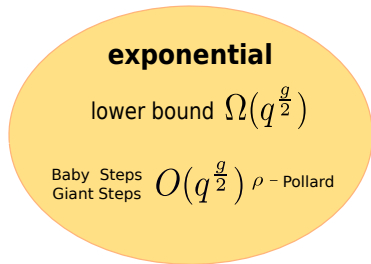 exponential
lower bound Ω(q^{g/2})
Baby Steps
Giant Steps O(q^{g/2}) ρ – Pollard